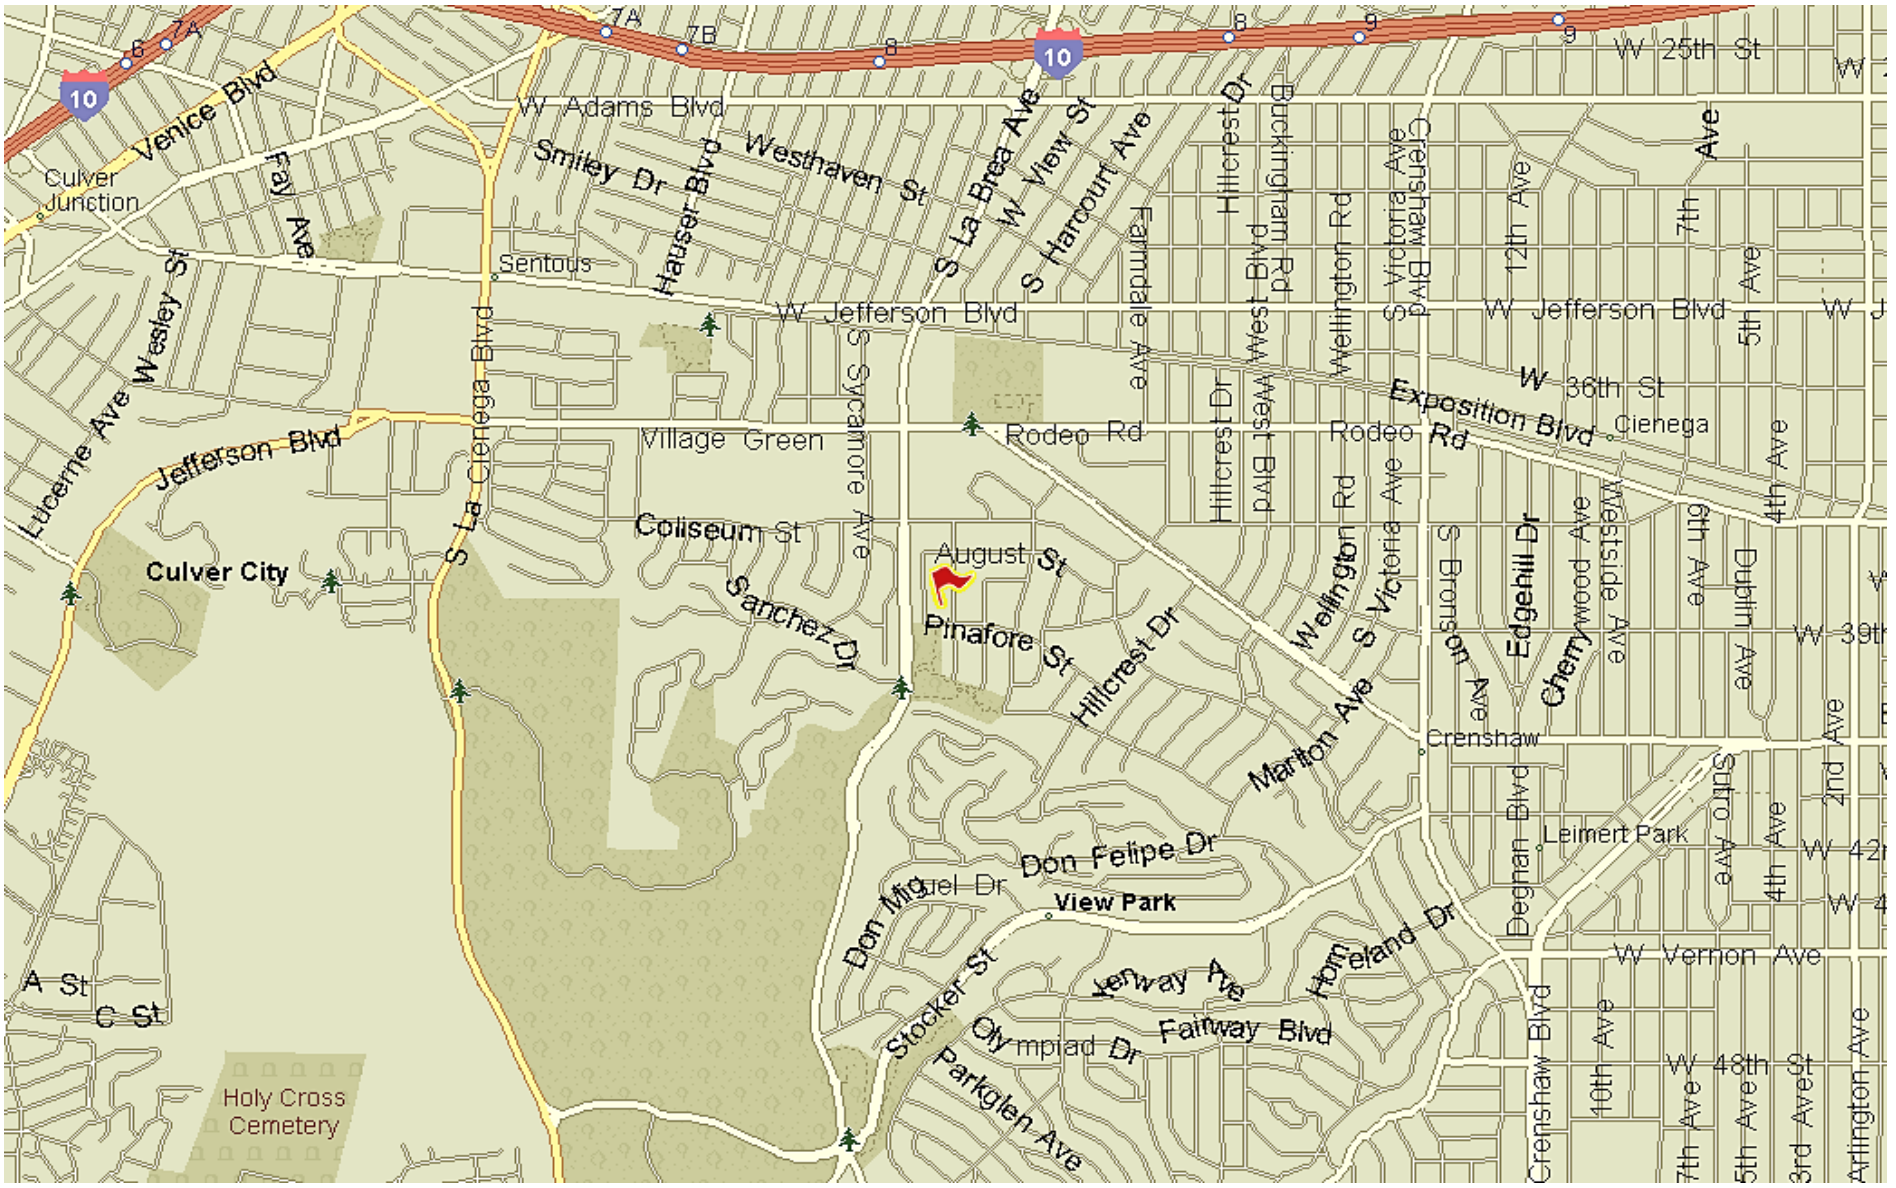 7A
7B
8
10
8
9
9
6
7A
10
W 25th St
Venice Blvd
W Adams Blvd
Culver
Junction
Fay Ave
Smiley Dr
Hauser Blvd
Westhaven St
S La Brea Ave
W View St
S Harcourt Ave
Hillcrest Dr
Buckingham Rd
Farmdale Ave
West Blvd
Wellington Rd
S Victoria Ave
Crenshaw Blvd
12th Ave
7th Ave
5th Ave
Sentous
Wesley St
Lucerne Ave
W Jefferson Blvd
W Jefferson Blvd
W J
S La Cienega Blvd
S Sycamore Ave
Jefferson Blvd
Village Green
Rodeo Rd
Rodeo Rd
Hillcrest Dr
West Blvd
W 36th St
Exposition Blvd
Cienega
4th Ave
Coliseum St
August St
Culver City
Sanchez Dr
Pinafore St
Hillcrest Dr
Wellington Rd
S Victoria Ave
S Bronson Ave
Edgehill Dr
Cherrywood Ave
Westside Ave
6th Ave
Dublin Ave
W 39th
Marlton Ave
Crenshaw
2nd Ave
Degnan Blvd
Leimert Park
Sutro Ave
4th Ave
W 42
W 4
Don Felipe Dr
Don Miguel Dr
View Park
Homeland Dr
W Vernon Ave
Stocker St
Fairway Blvd
Olympiad Dr
Parkglen Ave
A St
C St
Holy Cross
Cemetery
Crenshaw Blvd
10th Ave
W 48th St
7th Ave
5th Ave
3rd Ave
Arlington Ave